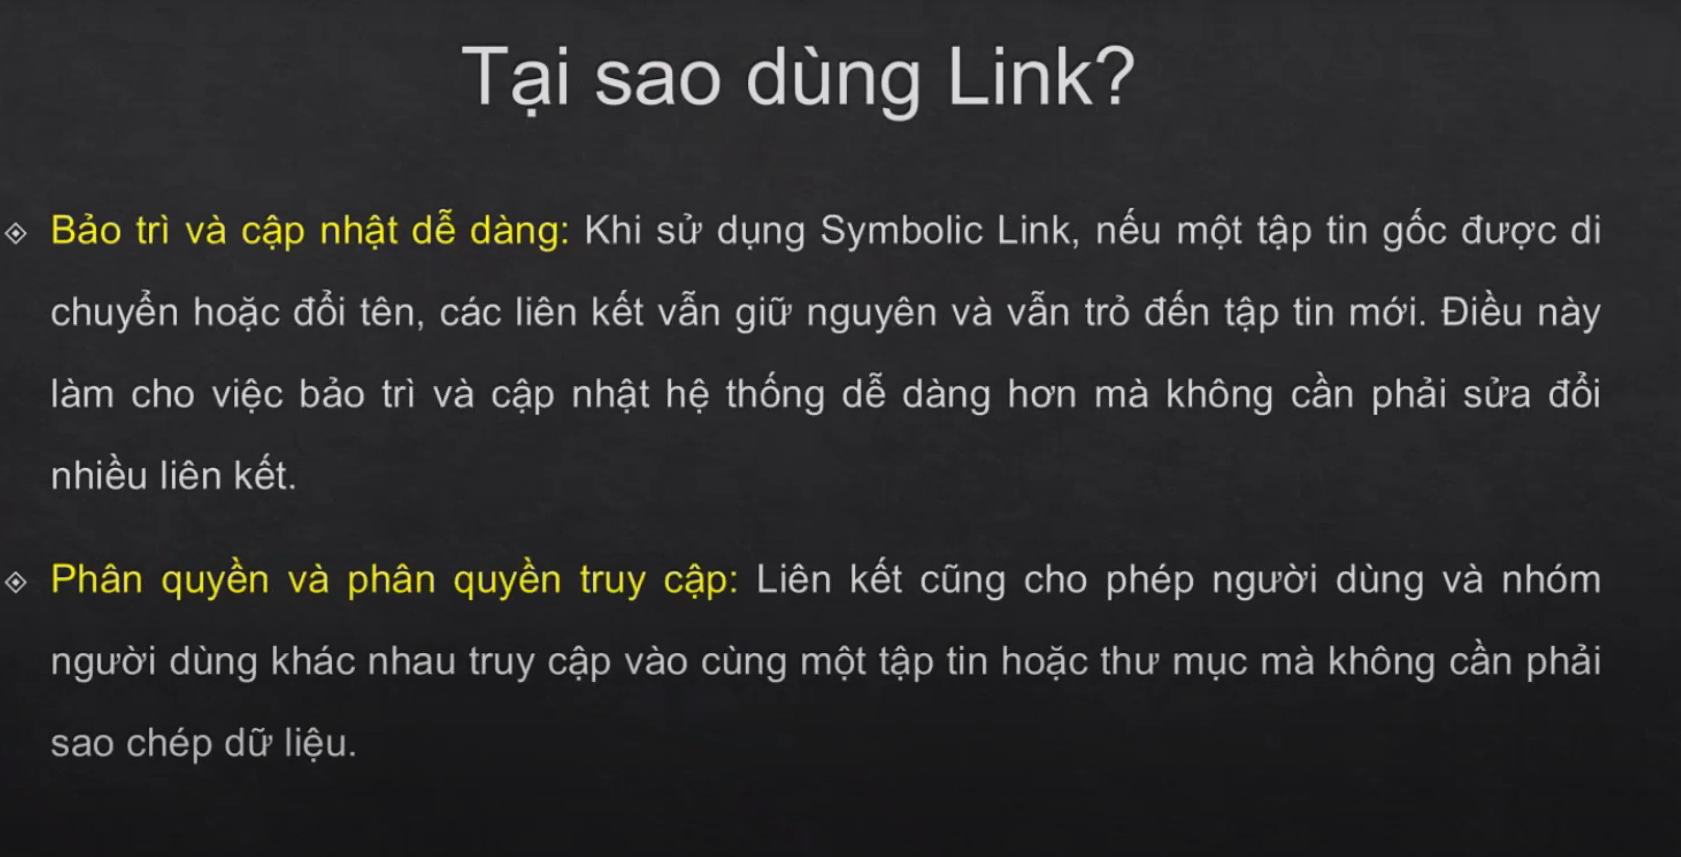 Tại sao dùng Link?
Bảo trì và cập nhật dễ dàng: Khi sử dụng Symbolic Link, nếu một tập tin gốc được di
chuyển hoặc đổi tên, các liên kết vẫn giữ nguyên và vẫn trỏ đến tập tin mới. Điều này
làm cho việc bảo trì và cập nhật hệ thống dễ dàng hơn mà không cần phải sửa đổi
nhiều liên kết.
Phân quyền và phân quyền truy cập: Liên kết cũng cho phép người dùng và nhóm
người dùng khác nhau truy cập vào cùng một tập tin hoặc thư mục mà không cần phải
sao chép dữ liệu.